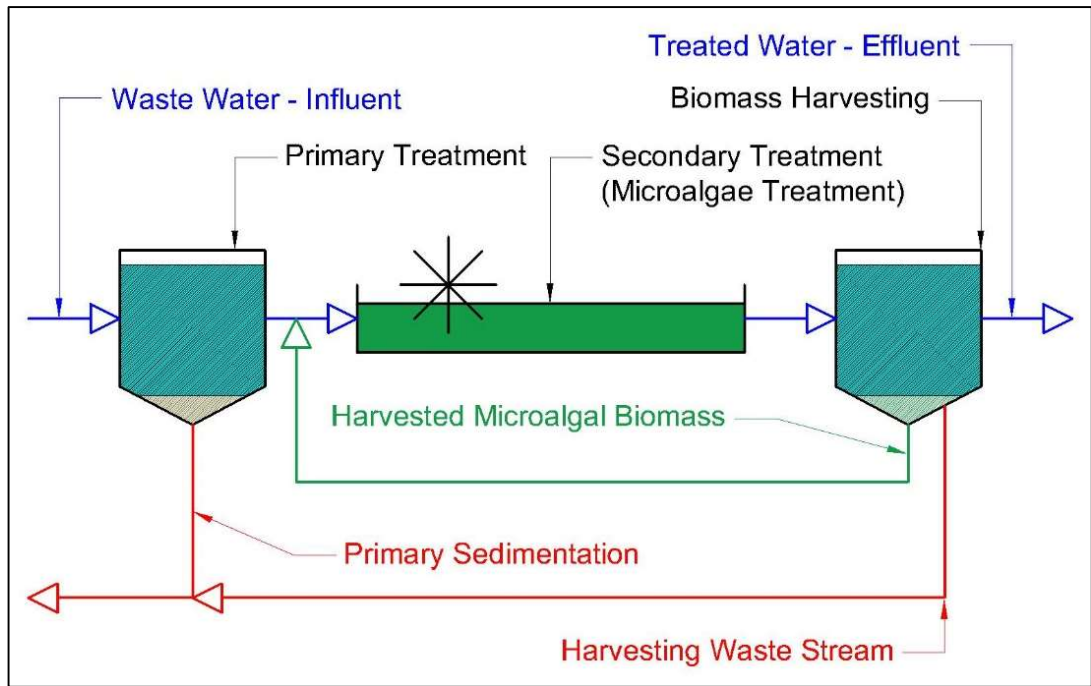 Treated Water - Effluent
Waste Water - Influent
Biomass Harvesting
Primary Treatment
Secondary Treatment
(Microalgae Treatment)
Harvested Microalgal Biomass
Primary Sedimentation
Harvesting Waste Stream